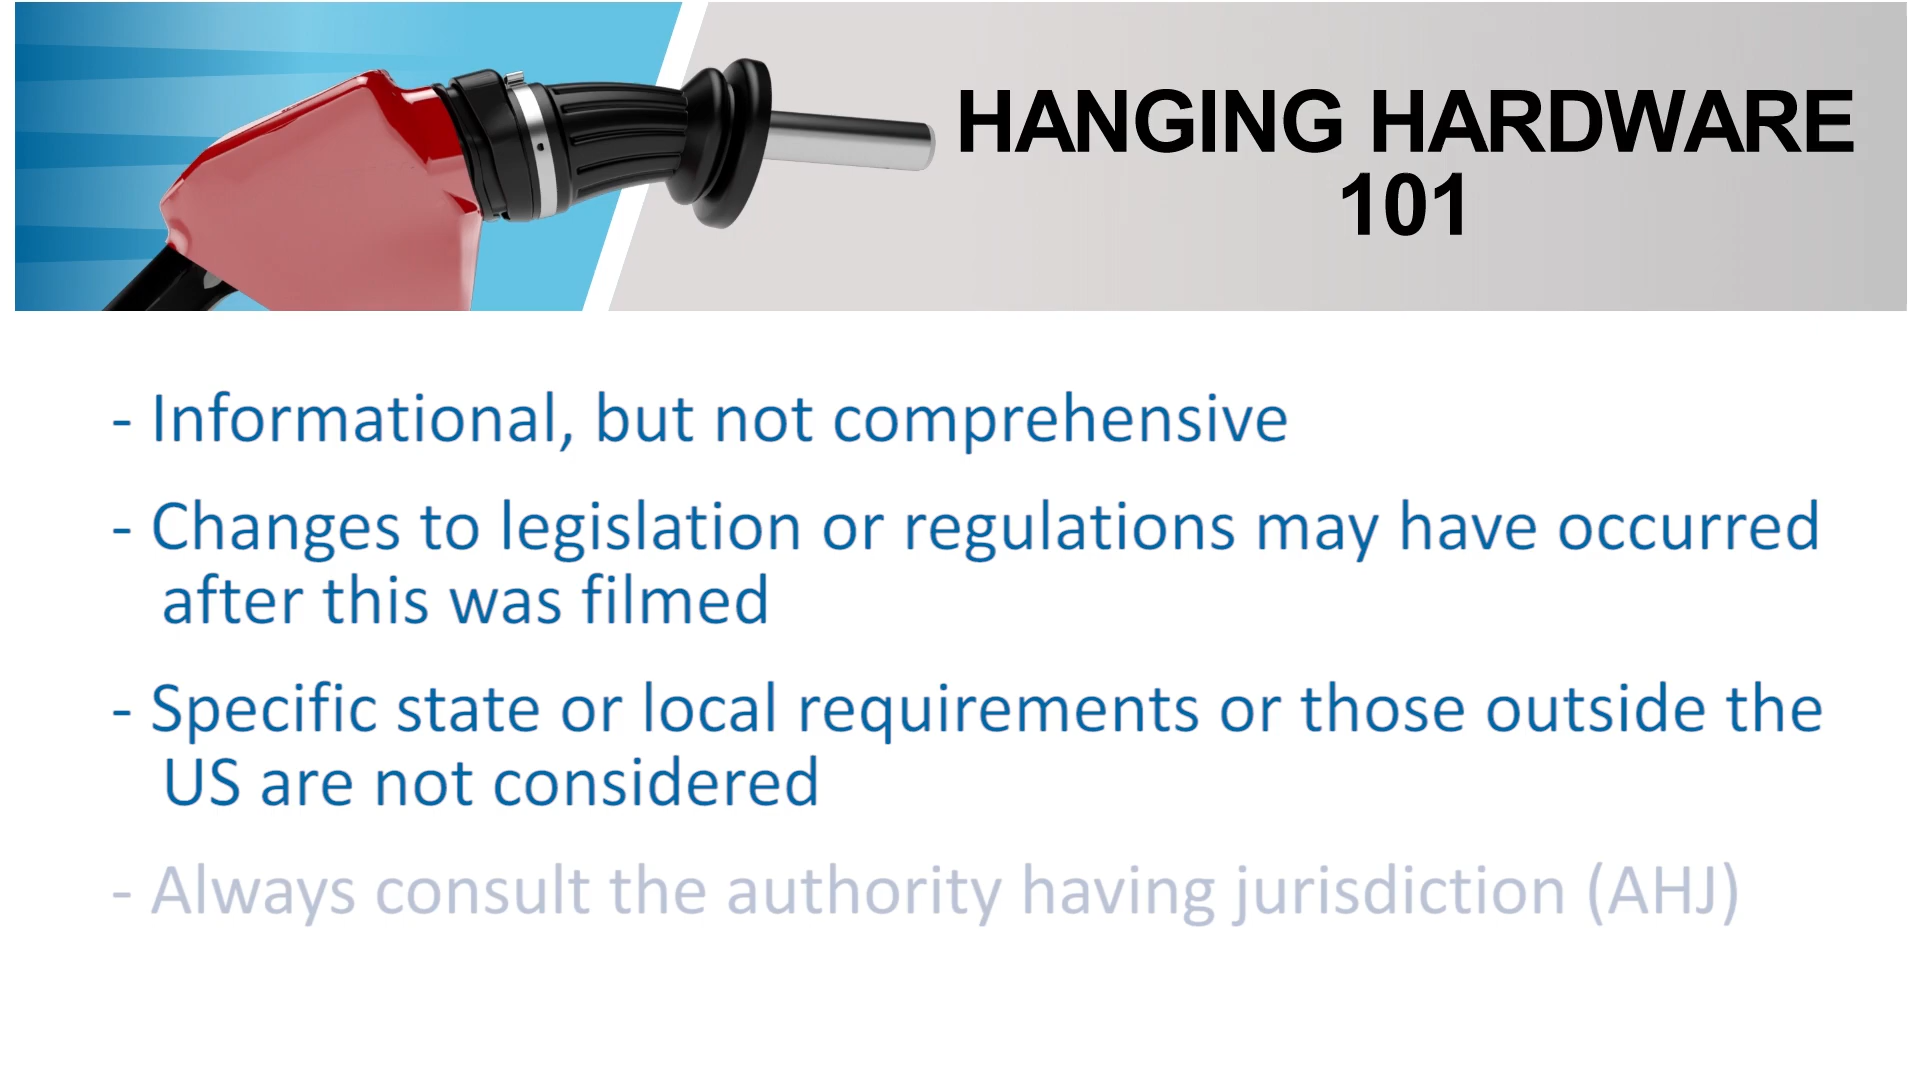 HANGING HARDWARE
101
- Informational, but not comprehensive
- Changes to legislation or regulations may have occurred
after this was filmed
- Specific state or local requirements or those outside the
US are not considered
- Always consult the authority having jurisdiction (AHJ)